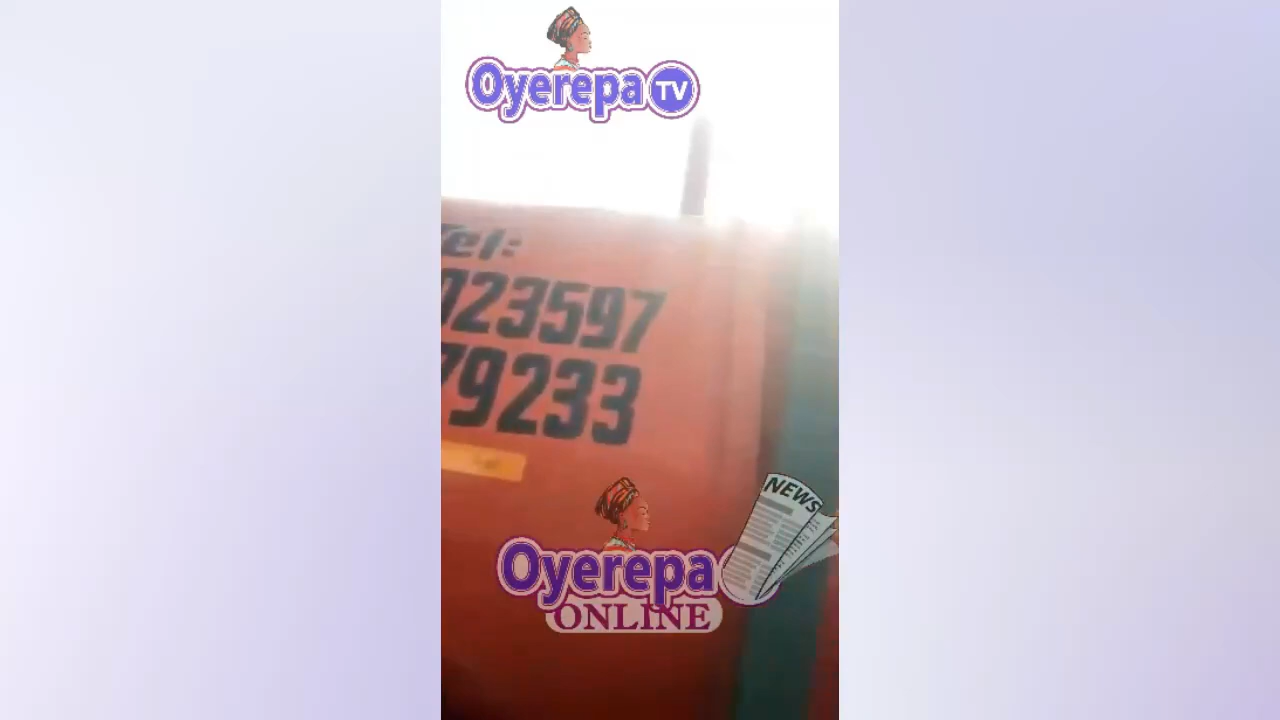 Oyerepa TV
Tel:
023597
79233
NEWS
Oyerepa
ONLINE